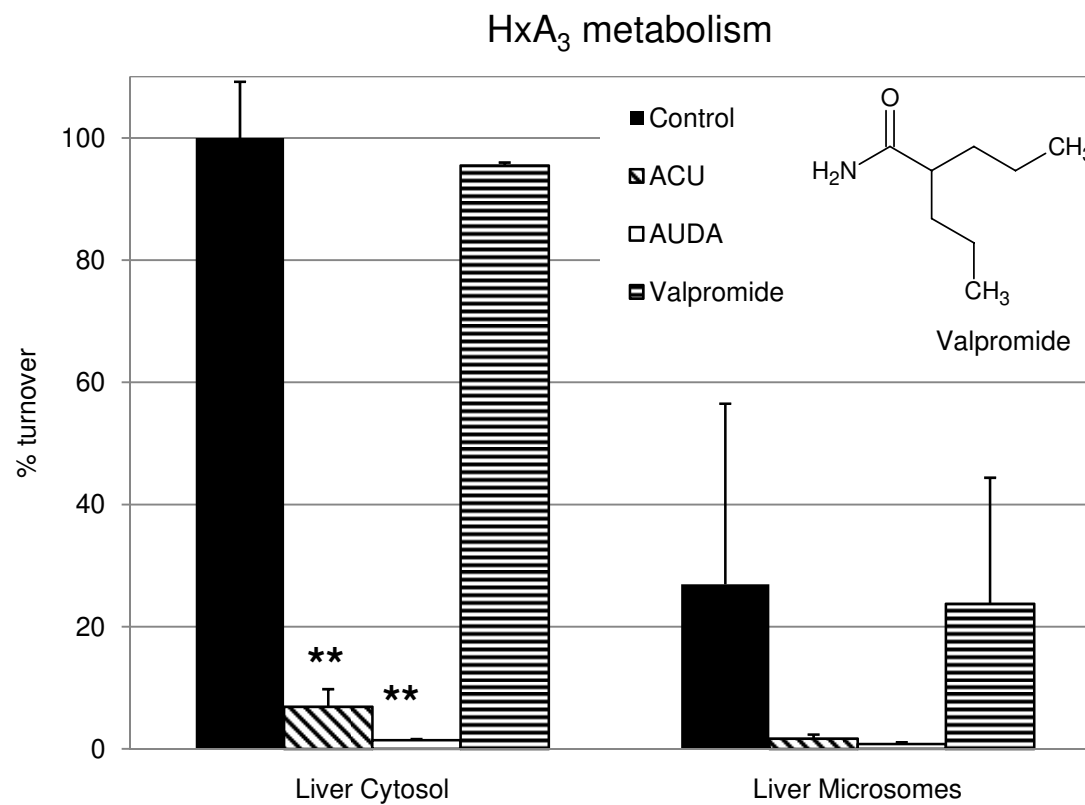 HxA₃ metabolism
% turnover
100
80
60
40
20
0
Control
ACU
AUDA
Valpromide
O
H₂N
CH₃
CH₃
Valpromide
**
**
Liver Cytosol
Liver Microsomes